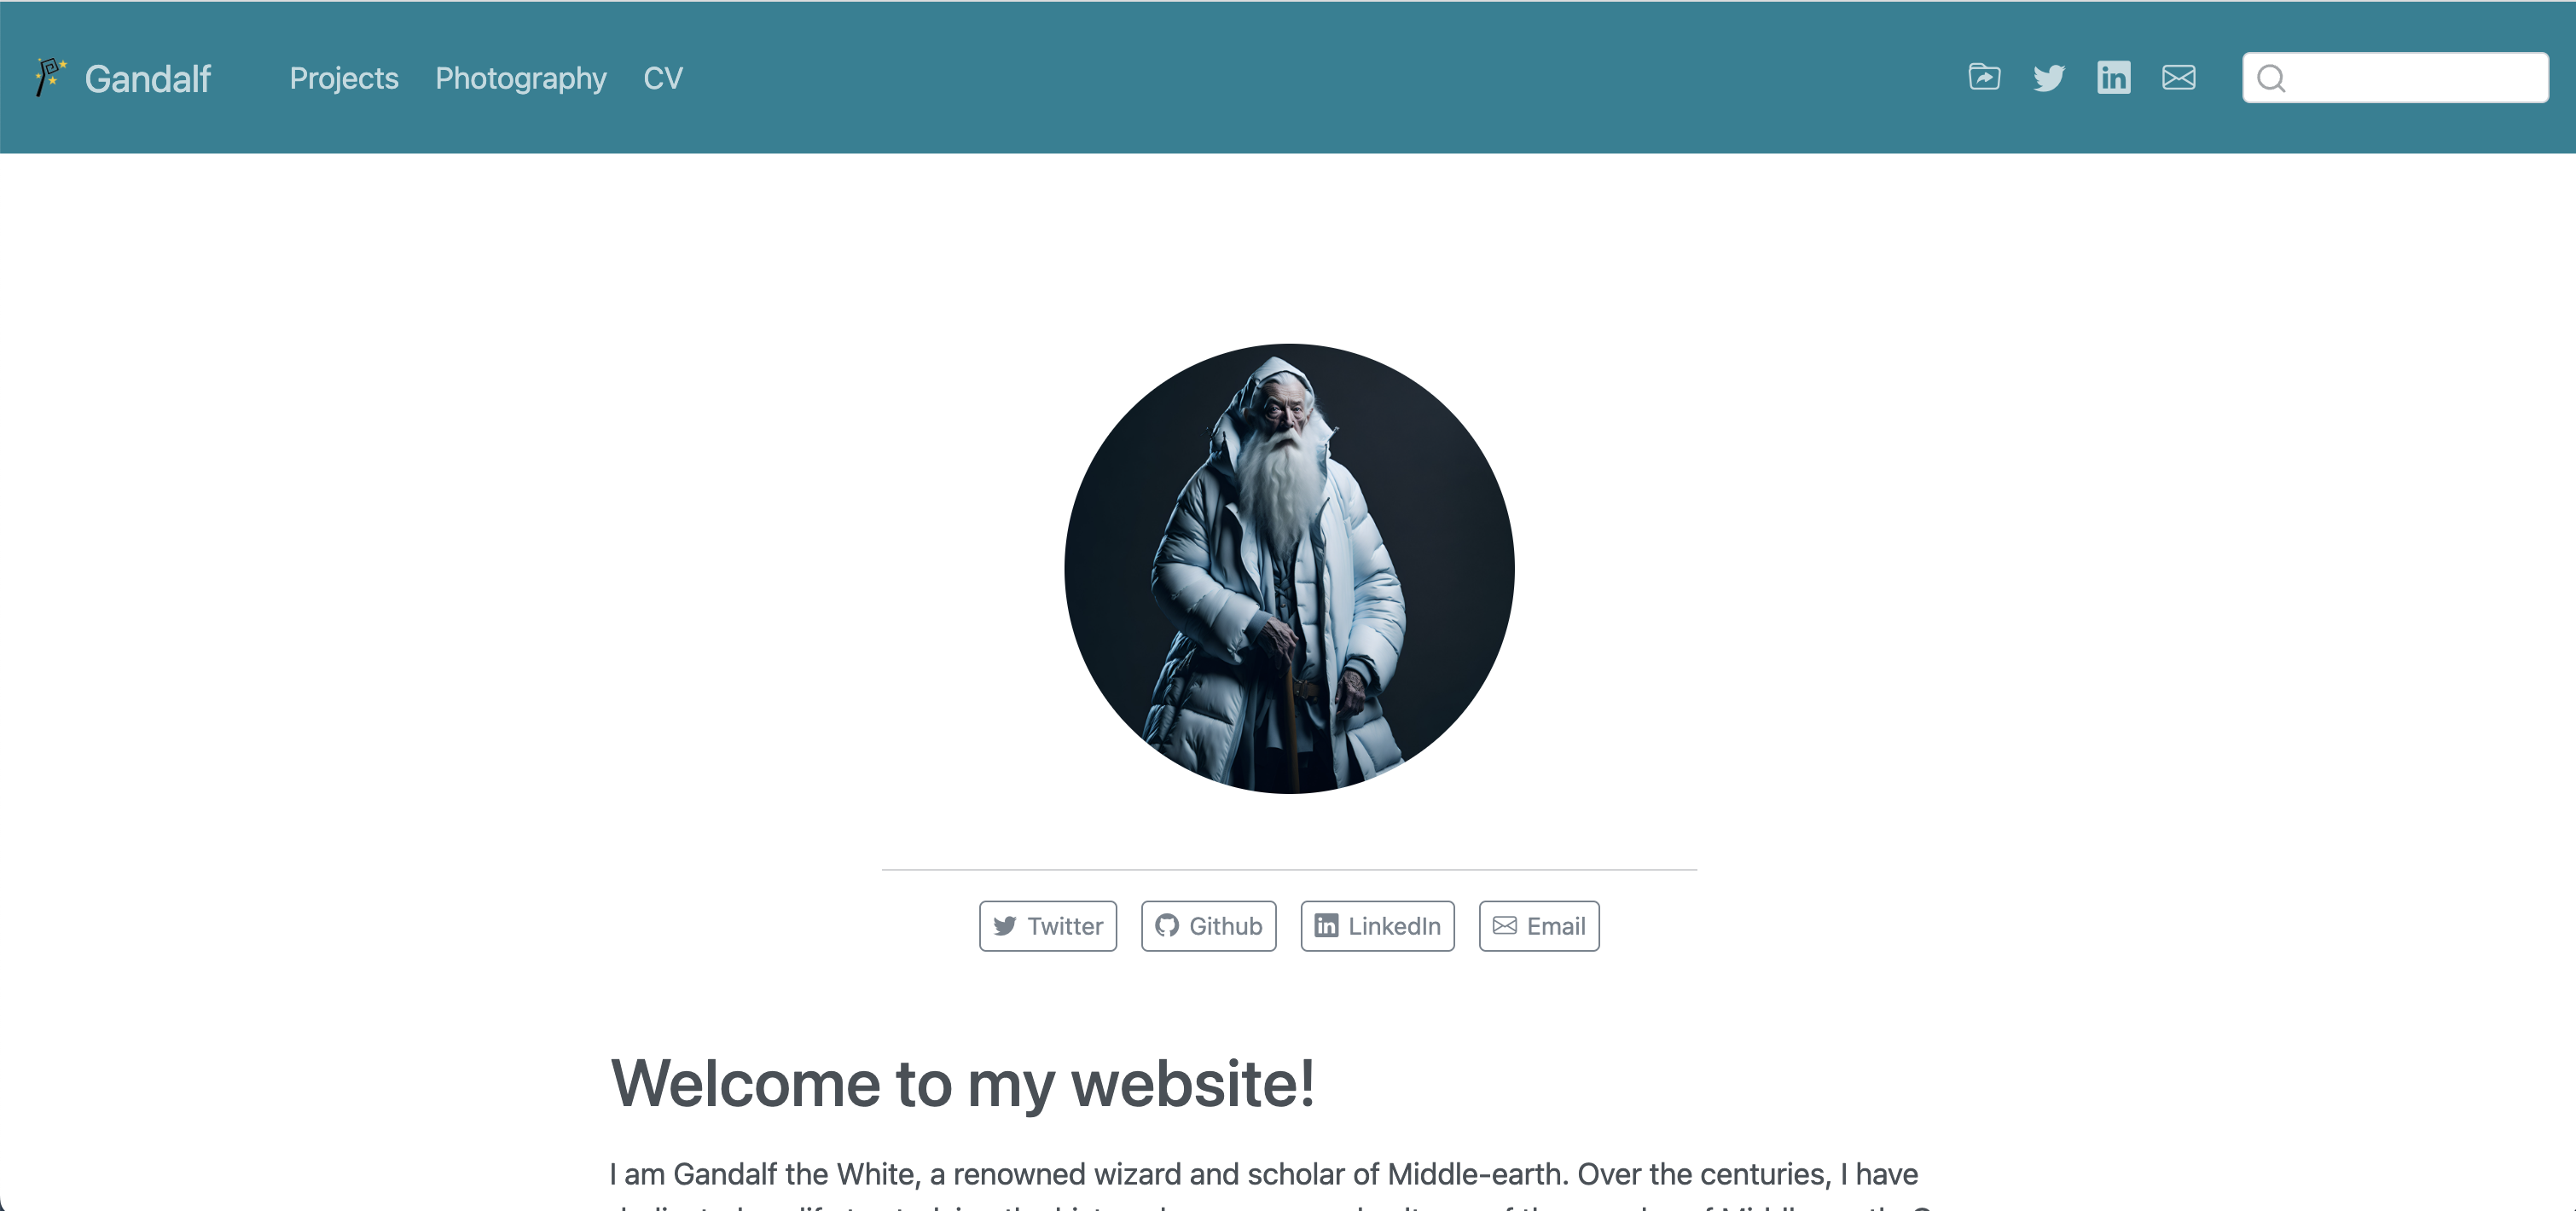 Gandalf Projects Photography CV
Twitter Github LinkedIn Email
Welcome to my website!
I am Gandalf the White, a renowned wizard and scholar of Middle-earth. Over the centuries, I have